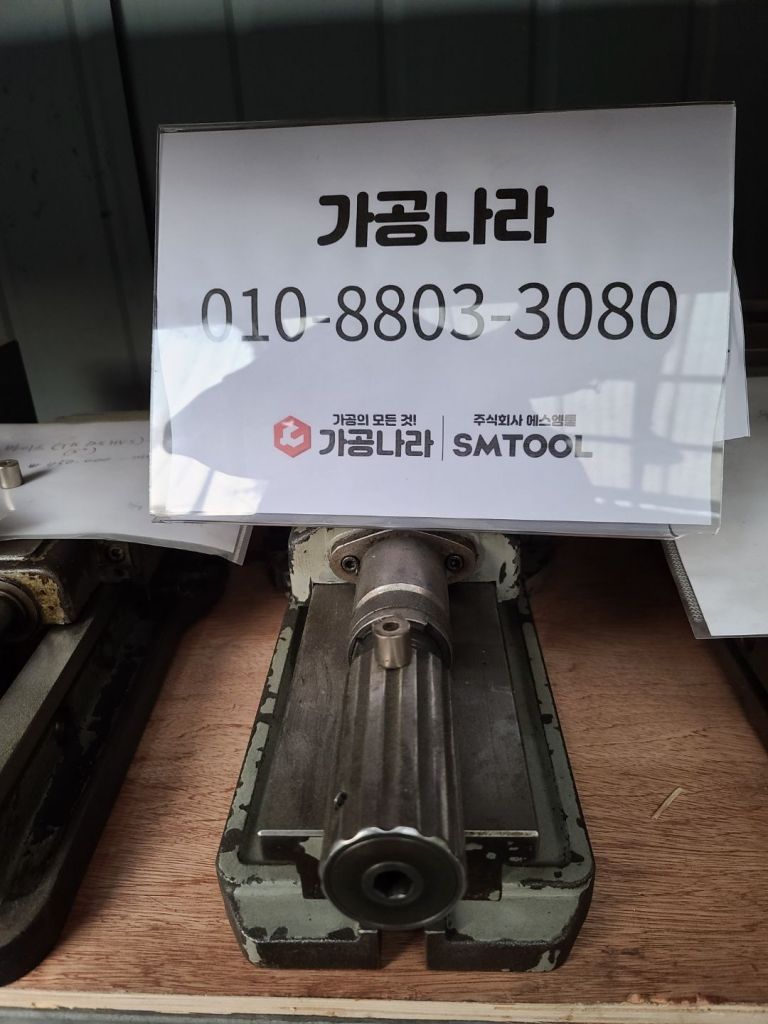 가공나라
010-8803-3080
가공의 모든 것!
가공나라
주식회사 에스엠툴
SMTOOL